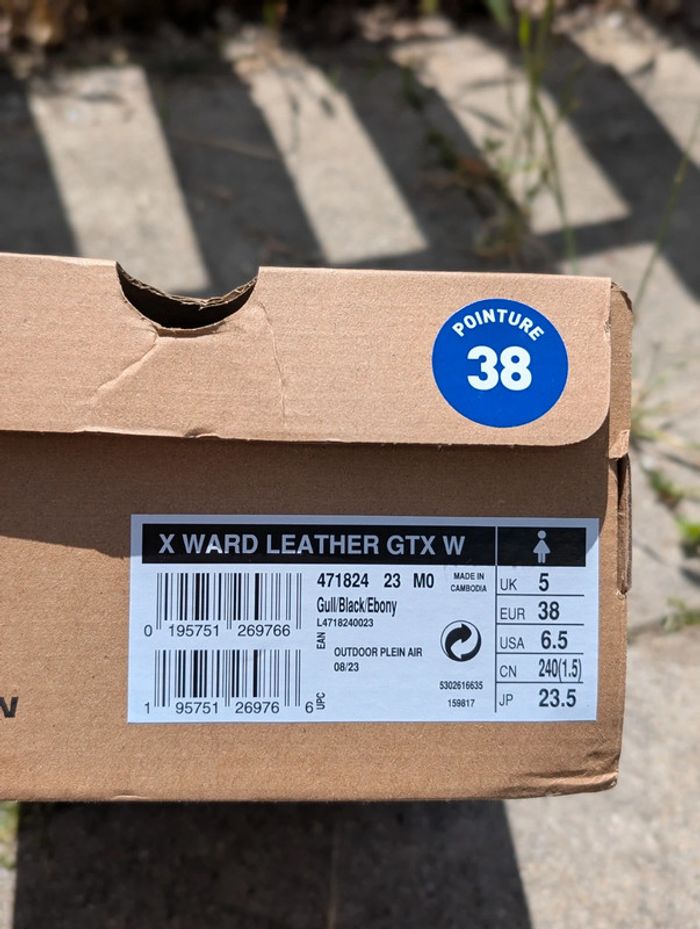 POINTURE
38
X WARD LEATHER GTX W
471824 23 M0
MADE IN
CAMBODIA
Gull/Black/Ebony
L4718240023
0 195751 269766
EAN
OUTDOOR PLEIN AIR
08/23
1 95751 26976 6
UPC
5302616635
159817
UK 5
EUR 38
USA 6.5
CN 240(1.5)
JP 23.5